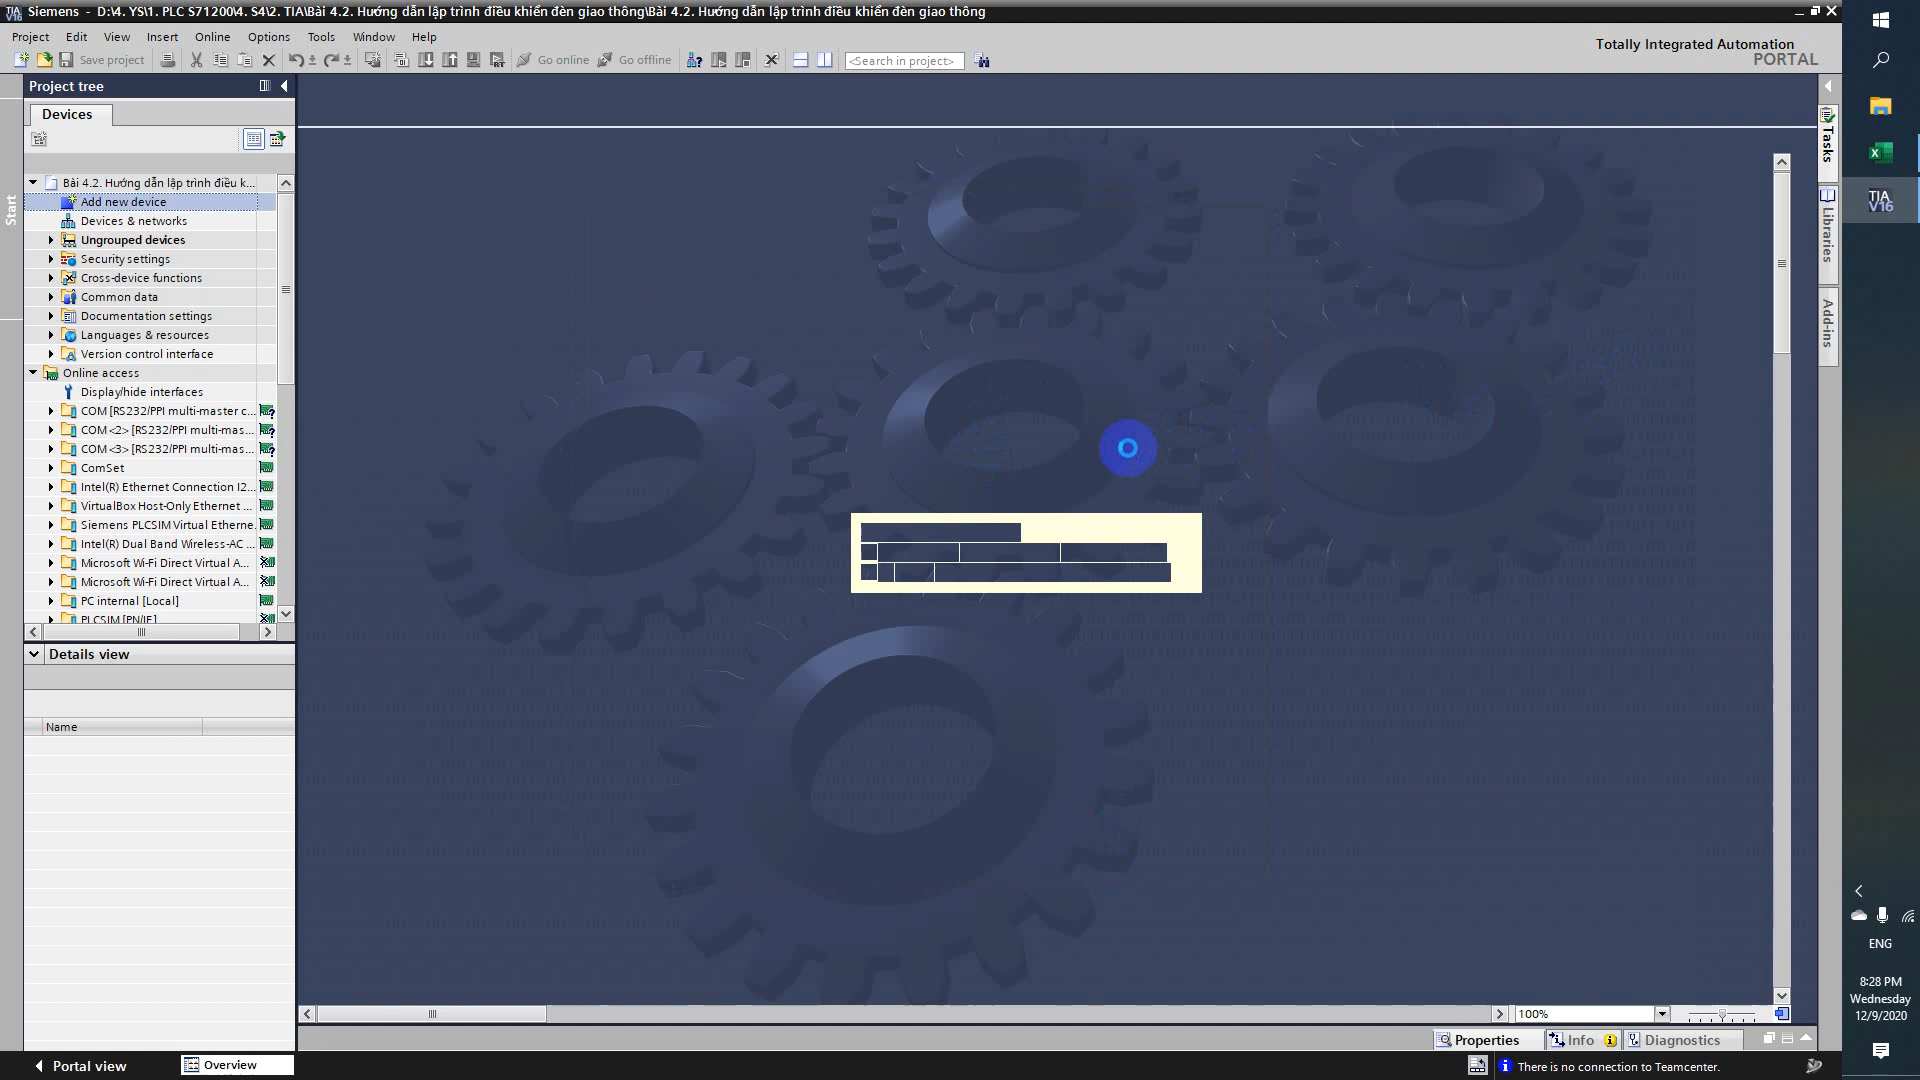 Siemens - D:\4. YS\1. PLC S71200\4. S4\2. TIA\Bài 4.2. Hướng dẫn lập trình điều khiển đèn giao thông\Bài 4.2. Hướng dẫn lập trình điều khiển đèn giao thông
Project Edit View Insert Online Options Tools Window Help
Totally Integrated Automation
PORTAL
Save project Go online Go offline <Search in project>
Project tree
Devices
Start
Bài 4.2. Hướng dẫn lập trình điều k...
Add new device
Devices & networks
Ungrouped devices
Security settings
Cross-device functions
Common data
Documentation settings
Languages & resources
Version control interface
Online access
Display/hide interfaces
COM [RS232/PPI multi-master c...
COM <2> [RS232/PPI multi-mas...
COM <3> [RS232/PPI multi-mas...
ComSet
Intel(R) Ethernet Connection I2...
VirtualBox Host-Only Ethernet ...
Siemens PLCSIM Virtual Etherne...
Intel(R) Dual Band Wireless-AC ...
Microsoft Wi-Fi Direct Virtual A...
Microsoft Wi-Fi Direct Virtual A...
PC internal [Local]
PLCSIM [PN/IE]
Details view
Name
Tasks
Libraries
Add-ins
100%
Properties Info Diagnostics
Portal view Overview
There is no connection to Teamcenter.
TIA
V16
ENG
8:28 PM
Wednesday
12/9/2020